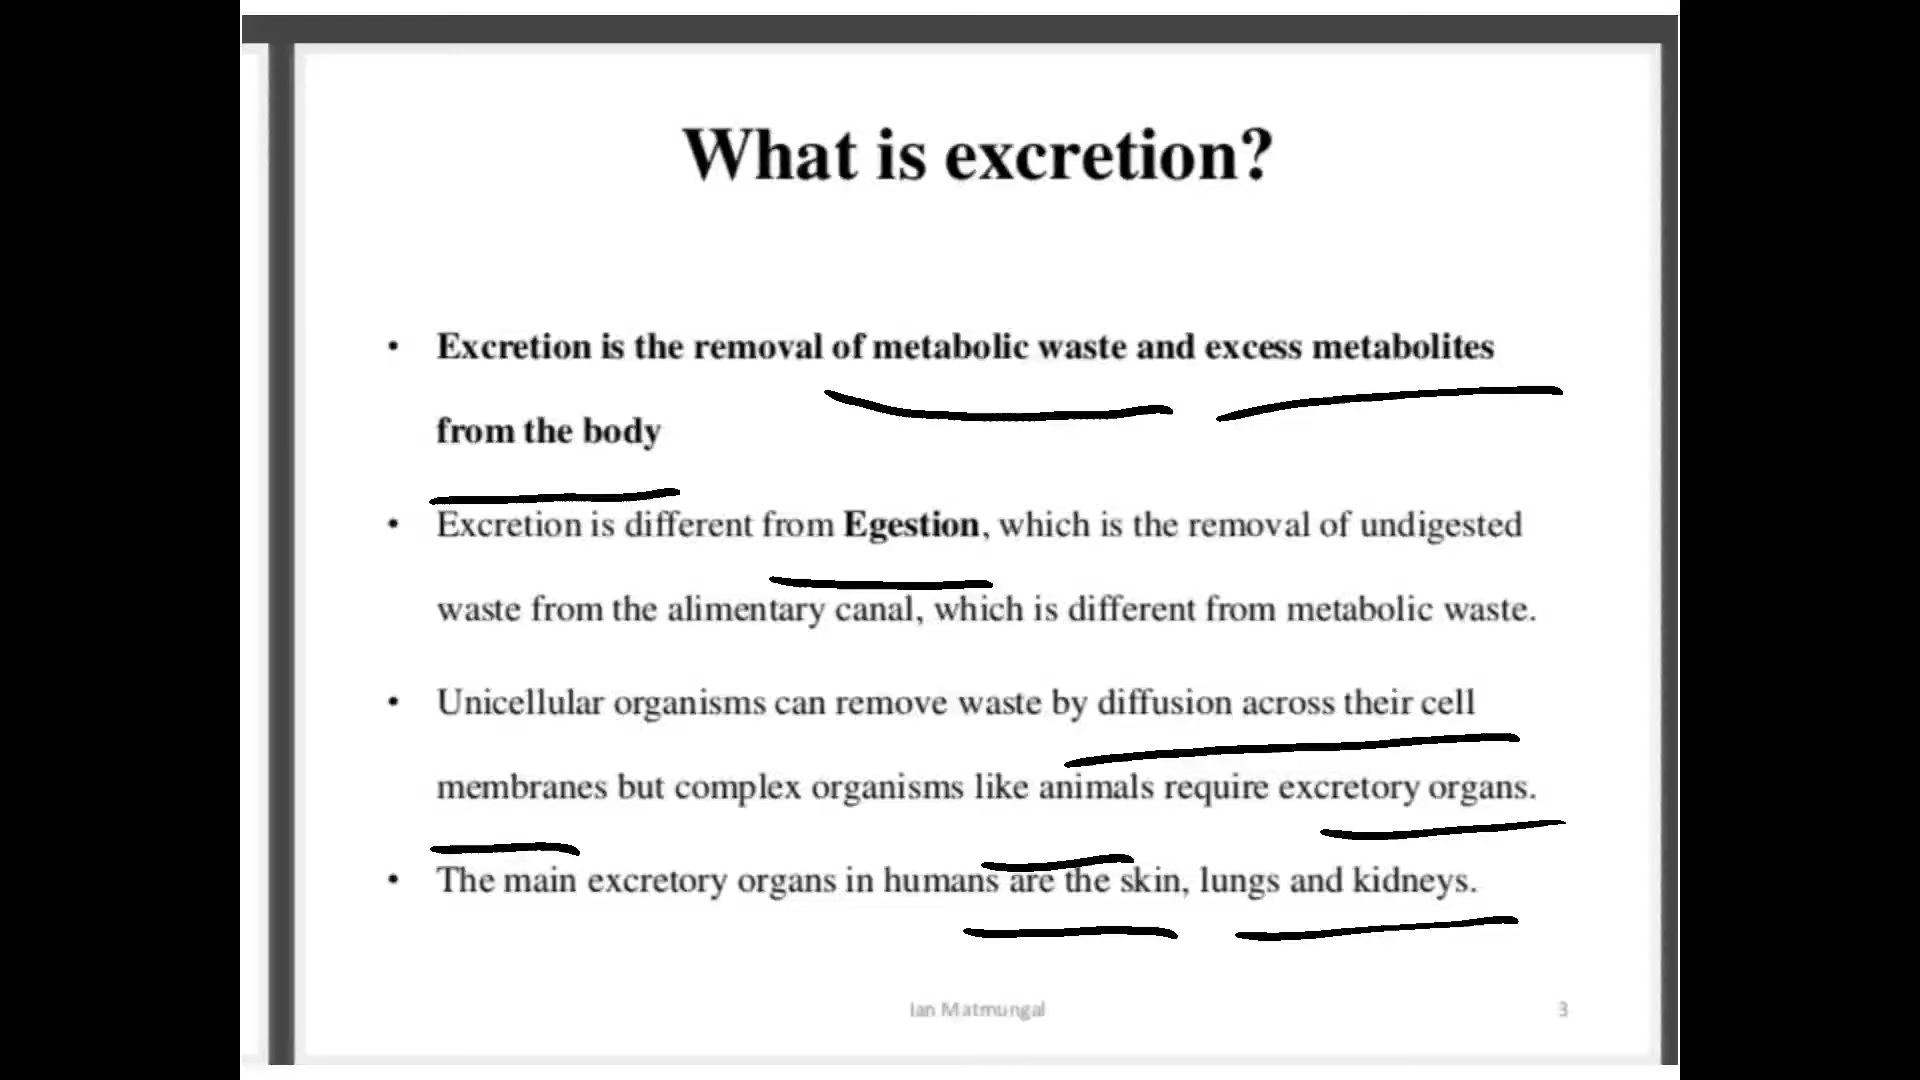 What is excretion?
• Excretion is the removal of metabolic waste and excess metabolites
from the body
• Excretion is different from Egestion, which is the removal of undigested
waste from the alimentary canal, which is different from metabolic waste.
• Unicellular organisms can remove waste by diffusion across their cell
membranes but complex organisms like animals require excretory organs.
• The main excretory organs in humans are the skin, lungs and kidneys.
Ian Matmungal
3